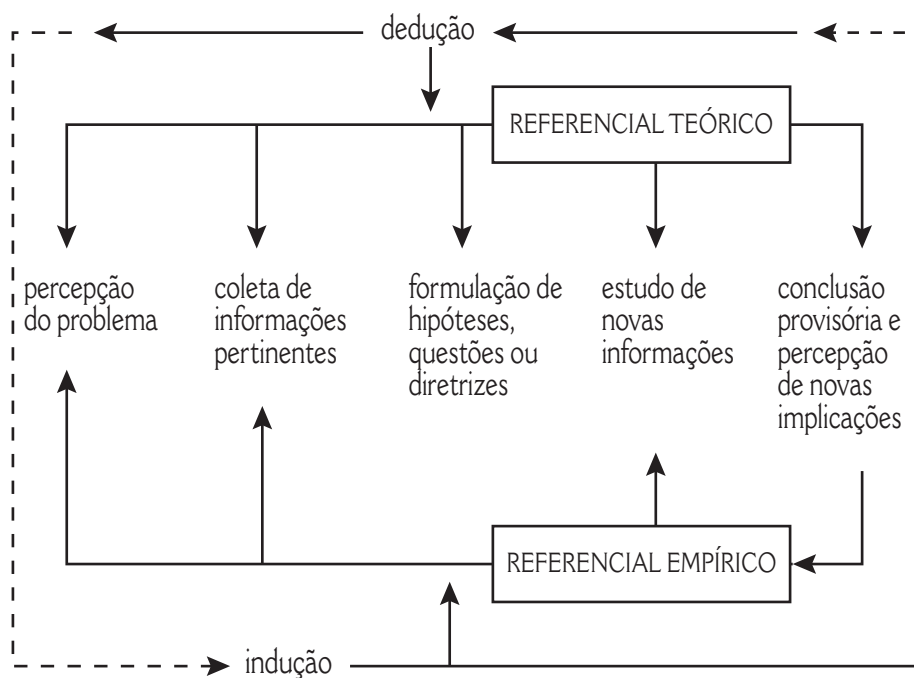 dedução
REFERENCIAL TEÓRICO
percepção
do problema
coleta de
informações
pertinentes
formulação de
hipóteses,
questões ou
diretrizes
estudo de
novas
informações
conclusão
provisória e
percepção
de novas
implicações
REFERENCIAL EMPÍRICO
indução